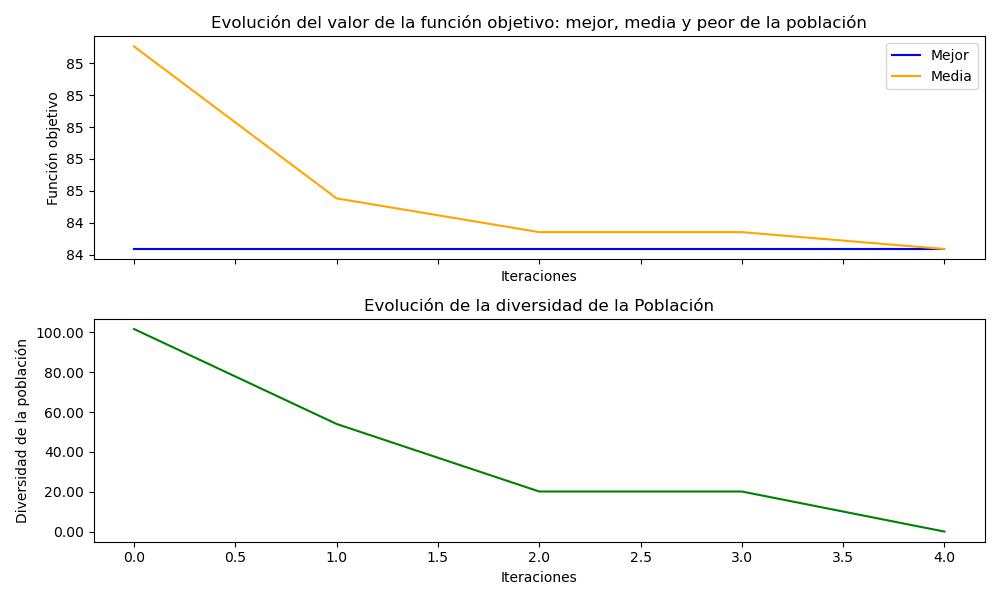 Evolución del valor de la función objetivo: mejor, media y peor de la población
Función objetivo
85
85
85
85
85
84
84
Mejor
Media
Iteraciones
Evolución de la diversidad de la Población
Diversidad de la población
100.00
80.00
60.00
40.00
20.00
0.00
0.0 0.5 1.0 1.5 2.0 2.5 3.0 3.5 4.0
Iteraciones